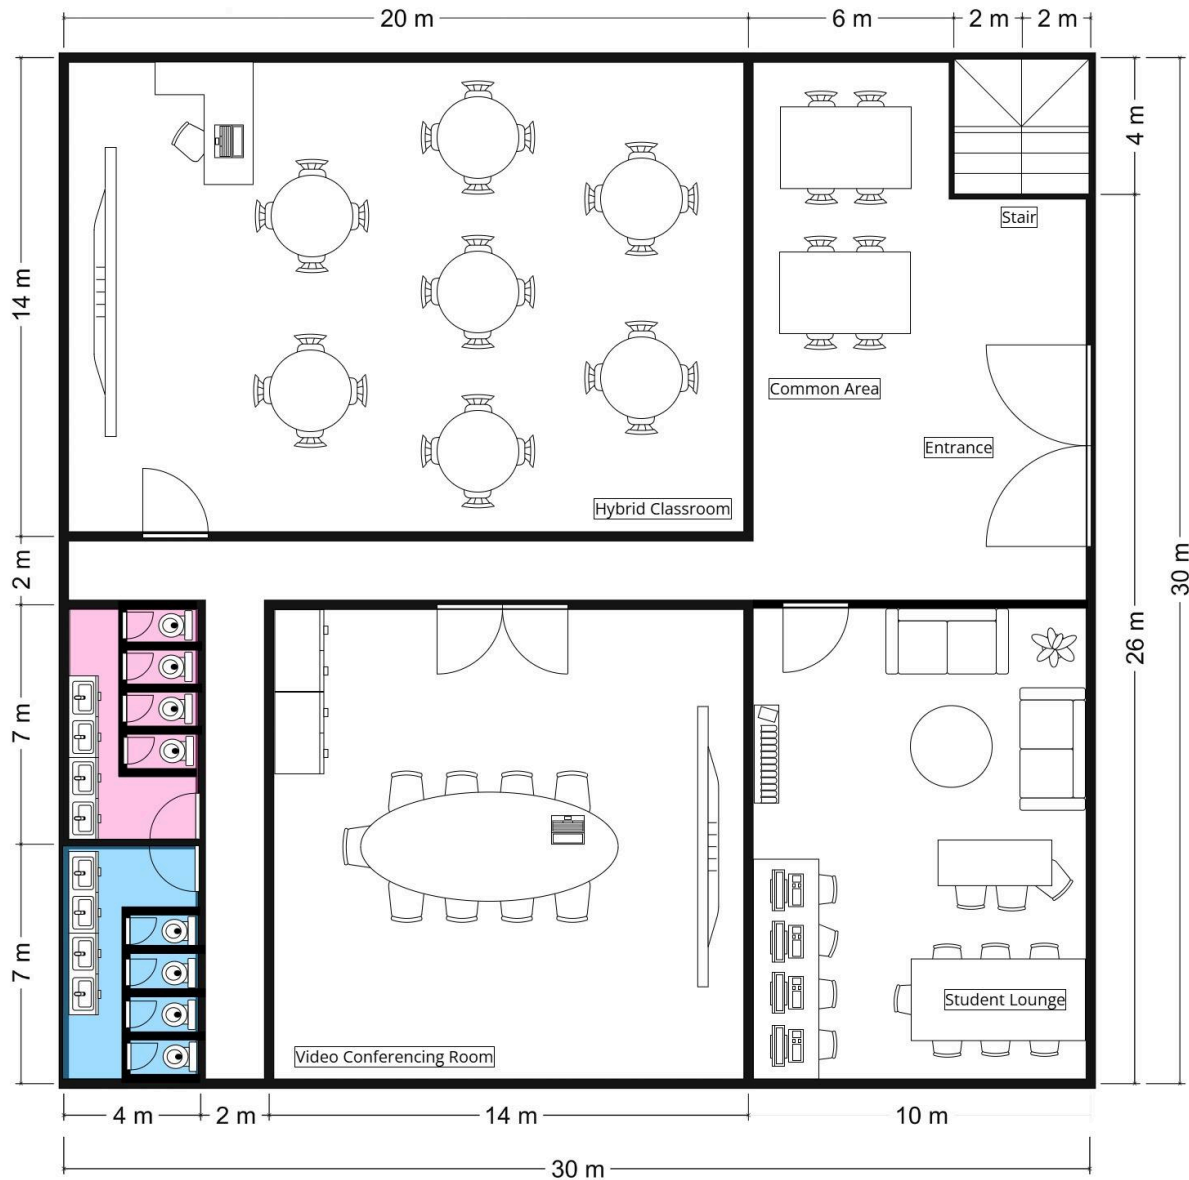 20 m
6 m
2 m
2 m
4 m
Stair
14 m
30 m
Common Area
Entrance
Hybrid Classroom
2 m
26 m
7 m
7 m
Student Lounge
Video Conferencing Room
4 m
2 m
14 m
10 m
30 m